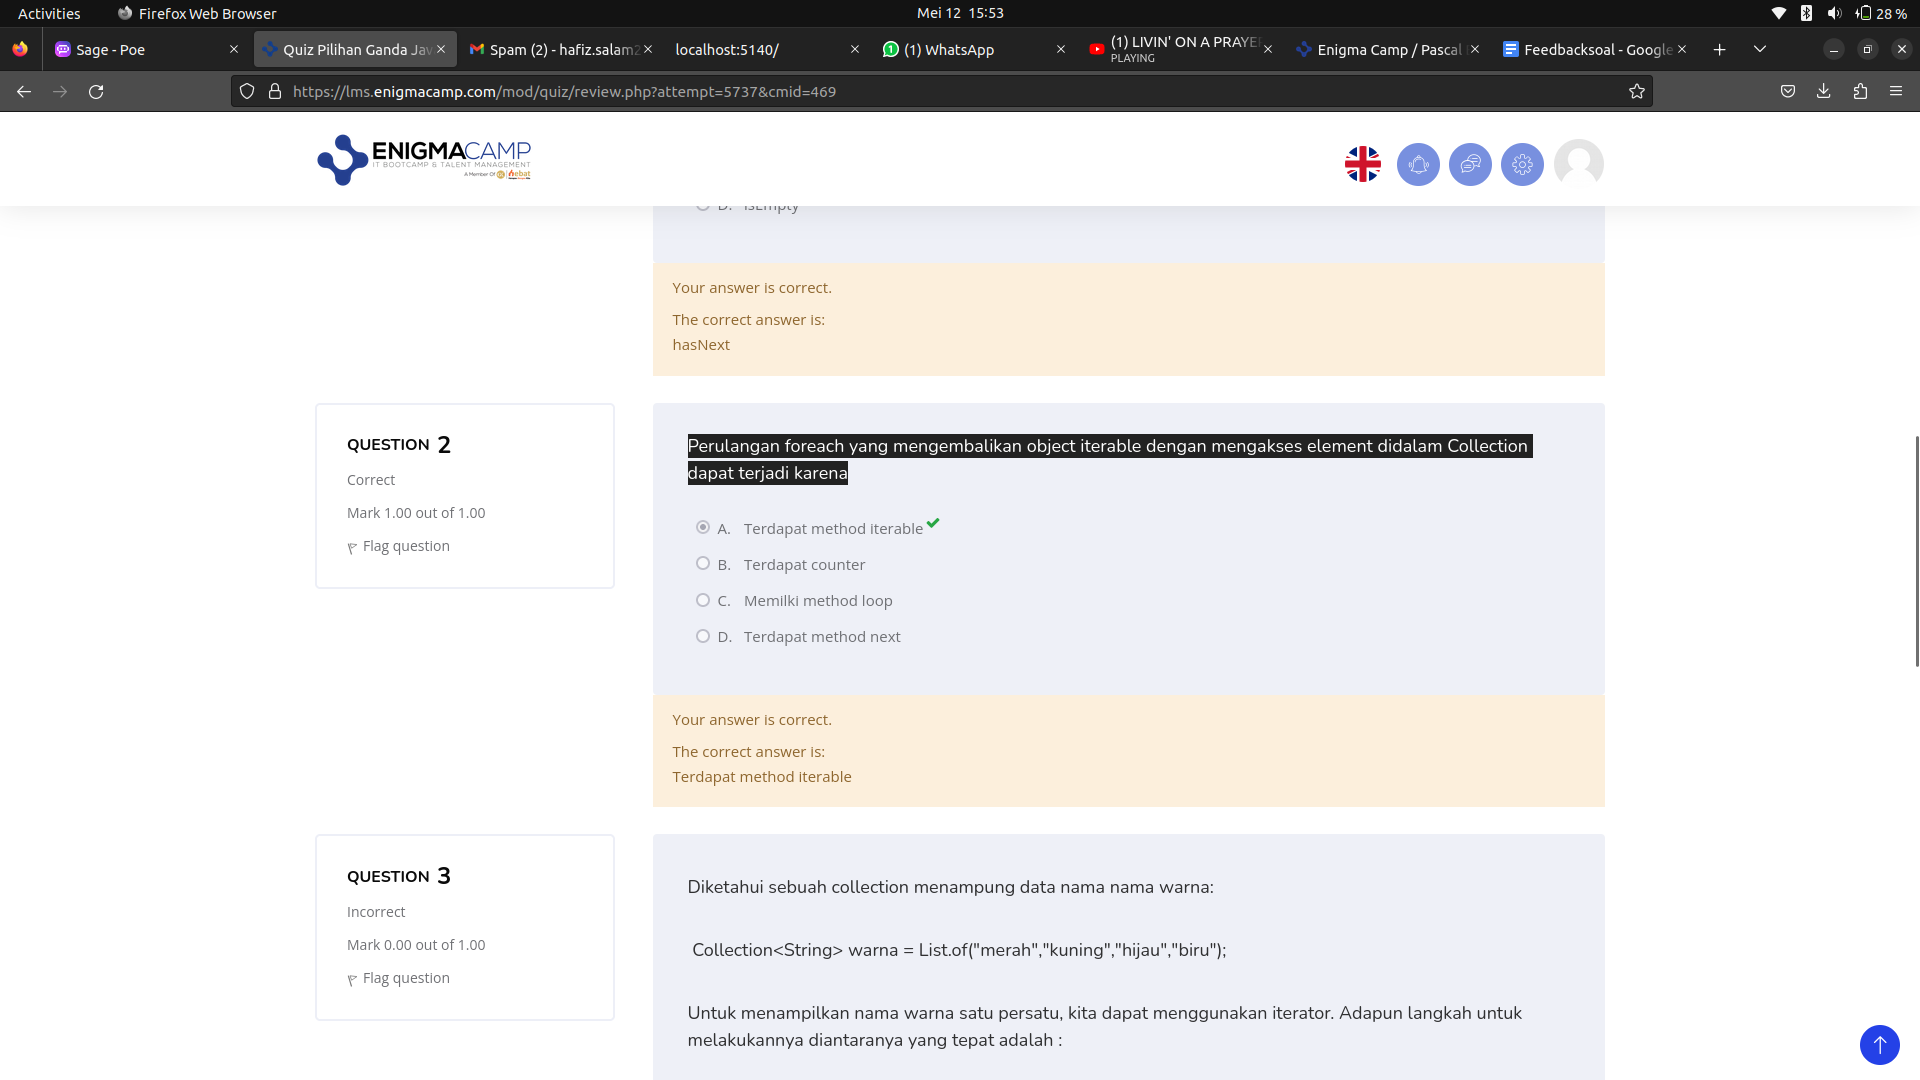 Activities
Firefox Web Browser
Mei 12 15:53
28 %
Sage - Poe
Quiz Pilihan Ganda Jav
Spam (2) - hafiz.salam2
localhost:5140/
(1) WhatsApp
(1) LIVIN' ON A PRAYE
PLAYING
Enigma Camp / Pascal
Feedbacksoal - Google
https://lms.enigmacamp.com/mod/quiz/review.php?attempt=5737&cmid=469
ENIGMACAMP
IT BOOTCAMP & TALENT MANAGEMENT
A Member Of
D. isEmpty
Your answer is correct.
The correct answer is:
hasNext
QUESTION 2
Correct
Mark 1.00 out of 1.00
Flag question
Perulangan foreach yang mengembalikan object iterable dengan mengakses element didalam Collection
dapat terjadi karena
A. Terdapat method iterable
B. Terdapat counter
C. Memilki method loop
D. Terdapat method next
Your answer is correct.
The correct answer is:
Terdapat method iterable
QUESTION 3
Incorrect
Mark 0.00 out of 1.00
Flag question
Diketahui sebuah collection menampung data nama nama warna:
Collection<String> warna = List.of("merah","kuning","hijau","biru");
Untuk menampilkan nama warna satu persatu, kita dapat menggunakan iterator. Adapun langkah untuk
melakukannya diantaranya yang tepat adalah :